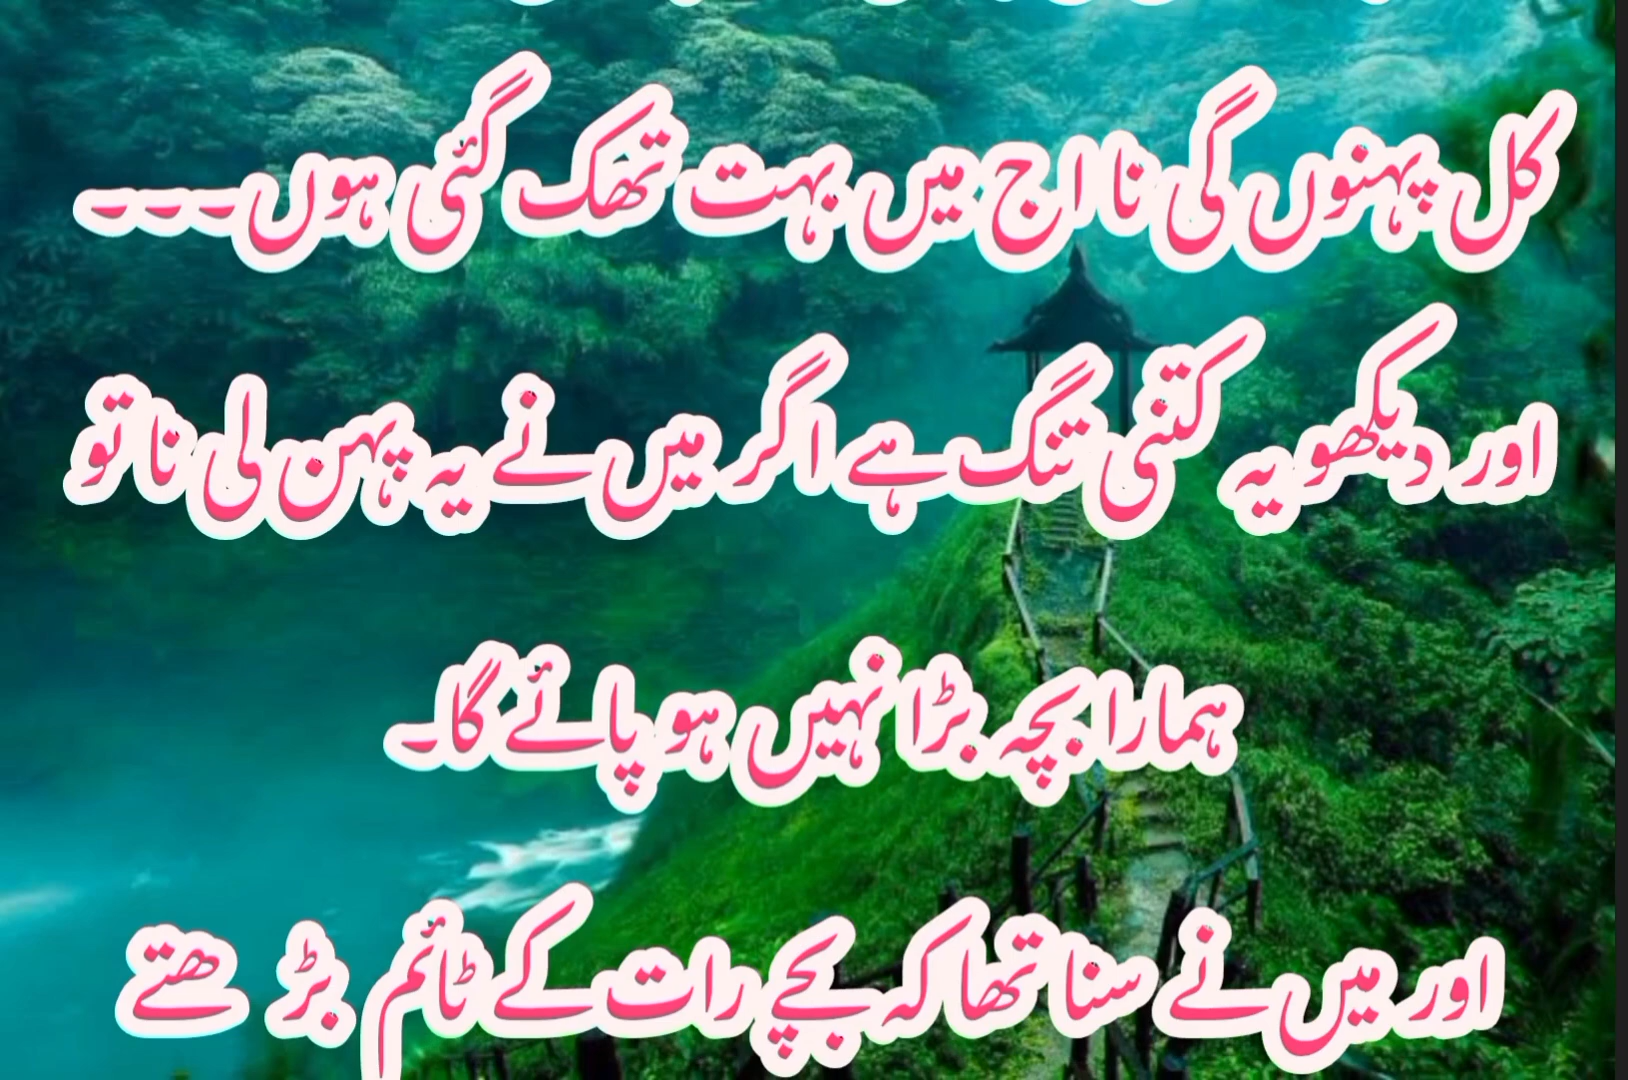 کل پہنوں گی نا اج میں بہت تھک گئی ہوں۔۔۔۔
اور دیکھو یہ کتنی تنگ ہے اگر میں نے یہ پہن لی نا تو
ہمارا بچہ بڑا نہیں ہو پائے گا۔
اور میں نے سنا تھا کہ بچے رات کے ٹائم بڑھتے